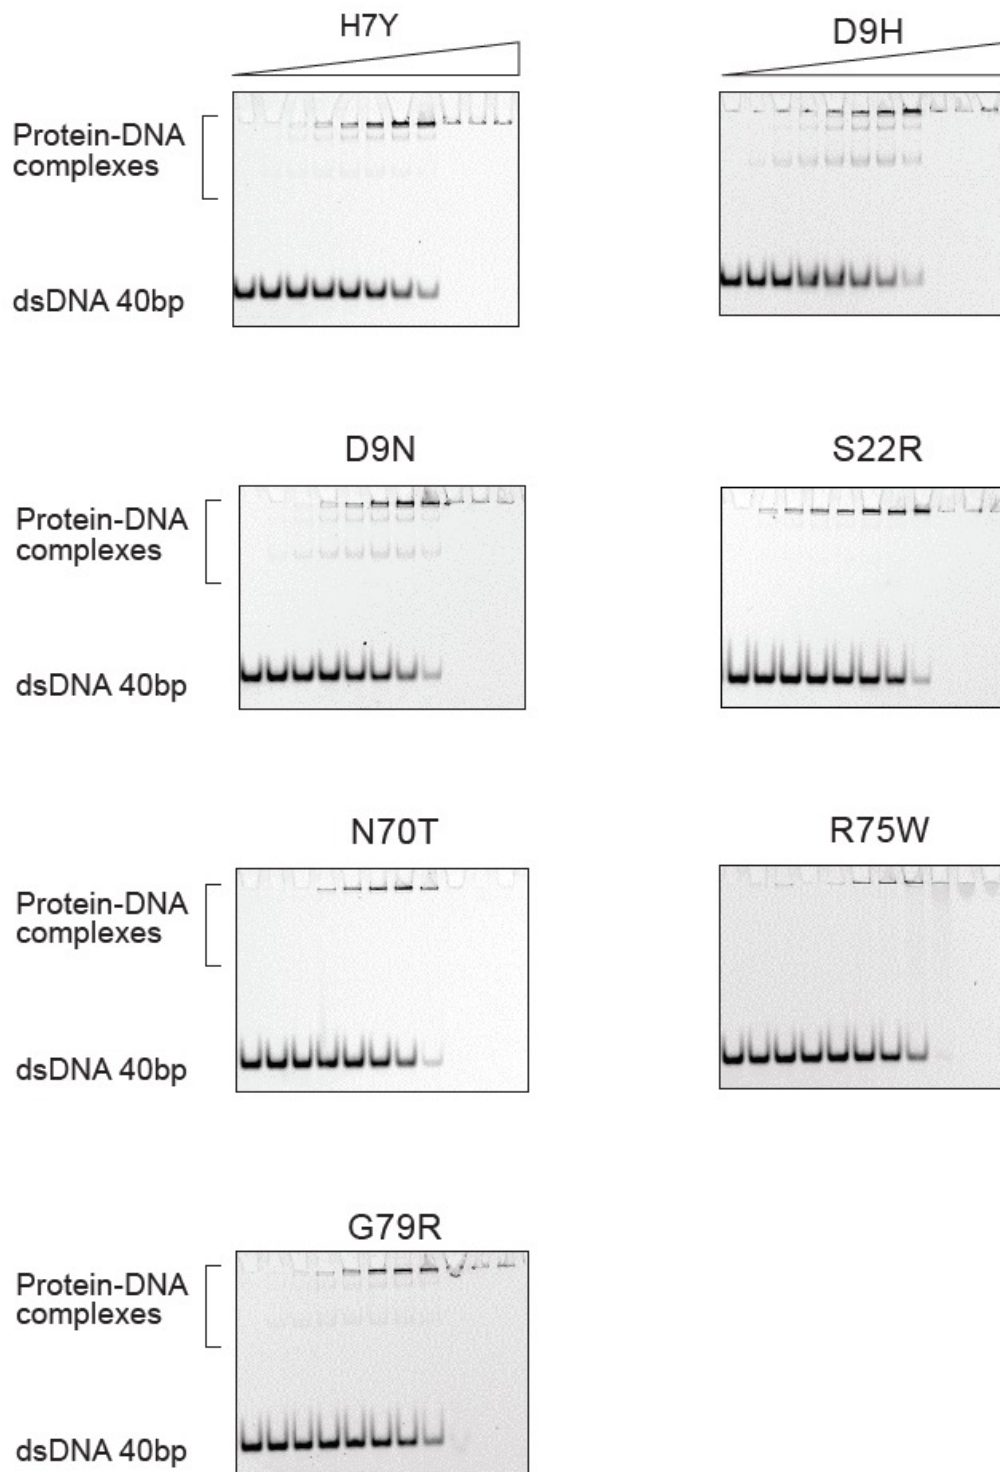 H7Y
D9H
Protein-DNA
complexes
dsDNA 40bp
D9N
S22R
Protein-DNA
complexes
dsDNA 40bp
N70T
R75W
Protein-DNA
complexes
dsDNA 40bp
G79R
Protein-DNA
complexes
dsDNA 40bp